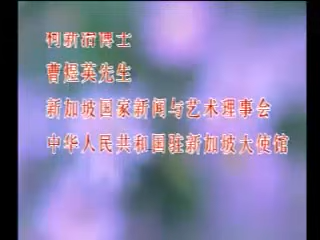 柯新治博士
曹煜英先生
新加坡国家新闻与艺术理事会
中华人民共和国驻新加坡大使馆